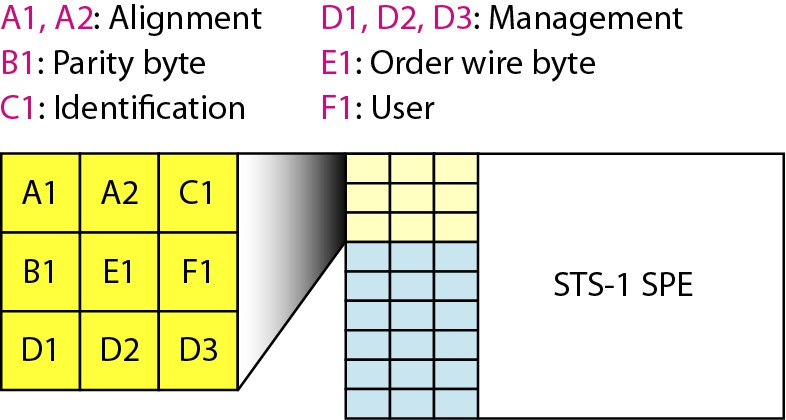 A1, A2: Alignment D1, D2, D3: Management
B1: Parity byte E1: Order wire byte
C1: Identification F1: User
A1 A2 C1
B1 E1 F1
D1 D2 D3
STS-1 SPE